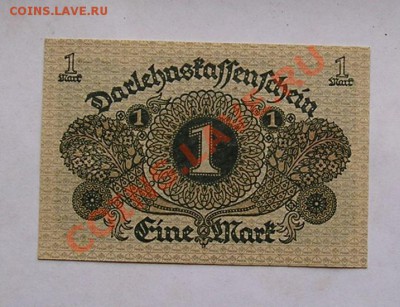 COINS.LAVE.RU
1 Mark
1 Mark
Darlehnskassenschein
1 1 1
Eine Mark
COINS.LAVE.RU